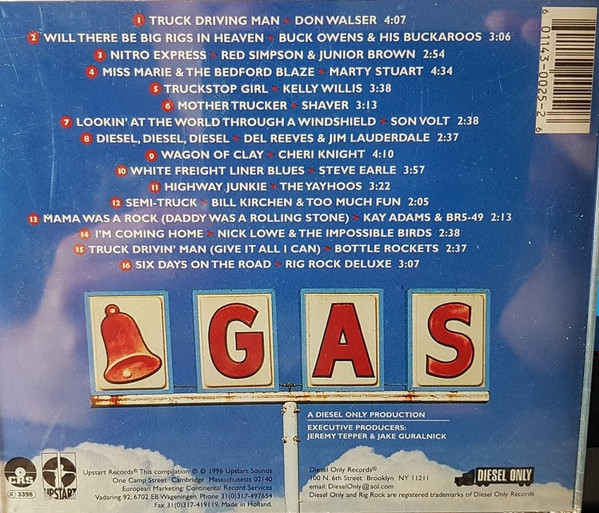 1 TRUCK DRIVING MAN > DON WALSER 4:07
2 WILL THERE BE BIG RIGS IN HEAVEN > BUCK OWENS & HIS BUCKAROOS 3:06
3 NITRO EXPRESS > RED SIMPSON & JUNIOR BROWN 2:54
4 MISS MARIE & THE BEDFORD BLAZE > MARTY STUART 4:34
5 TRUCKSTOP GIRL > KELLY WILLIS 3:38
6 MOTHER TRUCKER > SHAVER 3:13
7 LOOKIN' AT THE WORLD THROUGH A WINDSHIELD > SON VOLT 2:38
8 DIESEL, DIESEL, DIESEL > DEL REEVES & JIM LAUDERDALE 2:37
9 WAGON OF CLAY > CHERI KNIGHT 4:10
10 WHITE FREIGHT LINER BLUES > STEVE EARLE 3:57
11 HIGHWAY JUNKIE > THE YAYHOOS 3:22
12 SEMI-TRUCK > BILL KIRCHEN & TOO MUCH FUN 2:05
13 MAMA WAS A ROCK (DADDY WAS A ROLLING STONE) > KAY ADAMS & BR5-49 2:13
14 I'M COMING HOME > NICK LOWE & THE IMPOSSIBLE BIRDS 2:38
15 TRUCK DRIVIN' MAN (GIVE IT ALL I CAN) > BOTTLE ROCKETS 2:37
16 SIX DAYS ON THE ROAD > RIG ROCK DELUXE 3:07
6 01143-0025-2 6
GAS
A DIESEL ONLY PRODUCTION
EXECUTIVE PRODUCERS:
JEREMY TEPPER & JAKE GURALNICK
CRS
3398
UPSTART
Upstart Records® This compilation ℗ © 1996 Upstart Sounds
One Camp Street Cambridge Massachusetts 02140
European Marketing: Continental Record Services
Vadaring 92, 6702 EB Wageningen. Phone 31(0)317-497654
Fax 31(0)317-419119. Made in Holland.
Diesel Only Records®
100 N. 6th Street Brooklyn NY 11211
email: DieselOnly@aol.com
Diesel Only and Rig Rock are registered trademarks of Diesel Only Records
DIESEL ONLY